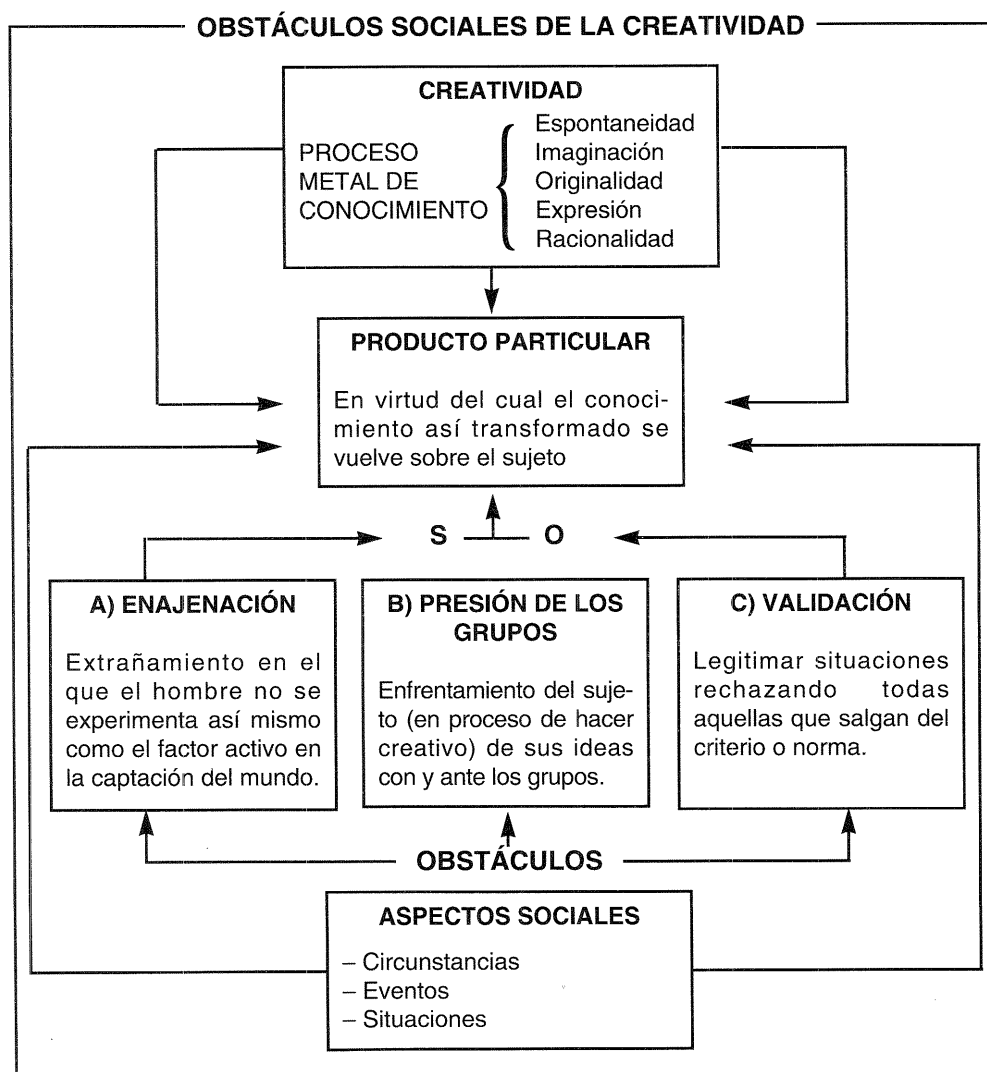 OBSTÁCULOS SOCIALES DE LA CREATIVIDAD
CREATIVIDAD
PROCESO
METAL DE
CONOCIMIENTO
Espontaneidad
Imaginación
Originalidad
Expresión
Racionalidad
PRODUCTO PARTICULAR
En virtud del cual el conoci-
miento así transformado se
vuelve sobre el sujeto
S O
A) ENAJENACIÓN
Extrañamiento en el
que el hombre no se
experimenta así mismo
como el factor activo en
la captación del mundo.
B) PRESIÓN DE LOS
GRUPOS
Enfrentamiento del suje-
to (en proceso de hacer
creativo) de sus ideas
con y ante los grupos.
C) VALIDACIÓN
Legitimar situaciones
rechazando todas
aquellas que salgan del
criterio o norma.
OBSTÁCULOS
ASPECTOS SOCIALES
– Circunstancias
– Eventos
– Situaciones